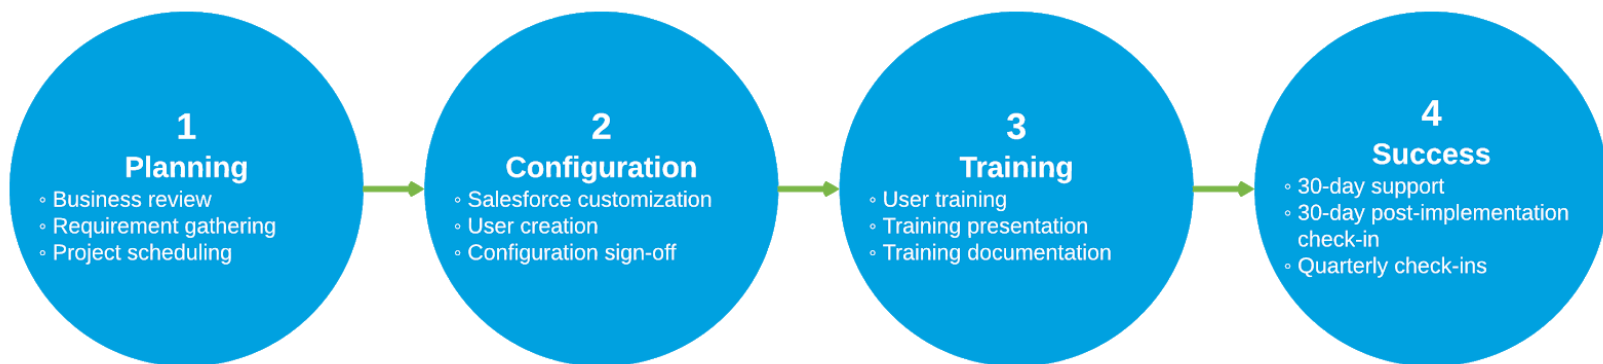 1
Planning
◦ Business review
◦ Requirement gathering
◦ Project scheduling
2
Configuration
◦ Salesforce customization
◦ User creation
◦ Configuration sign-off
3
Training
◦ User training
◦ Training presentation
◦ Training documentation
4
Success
◦ 30-day support
◦ 30-day post-implementation
check-in
◦ Quarterly check-ins